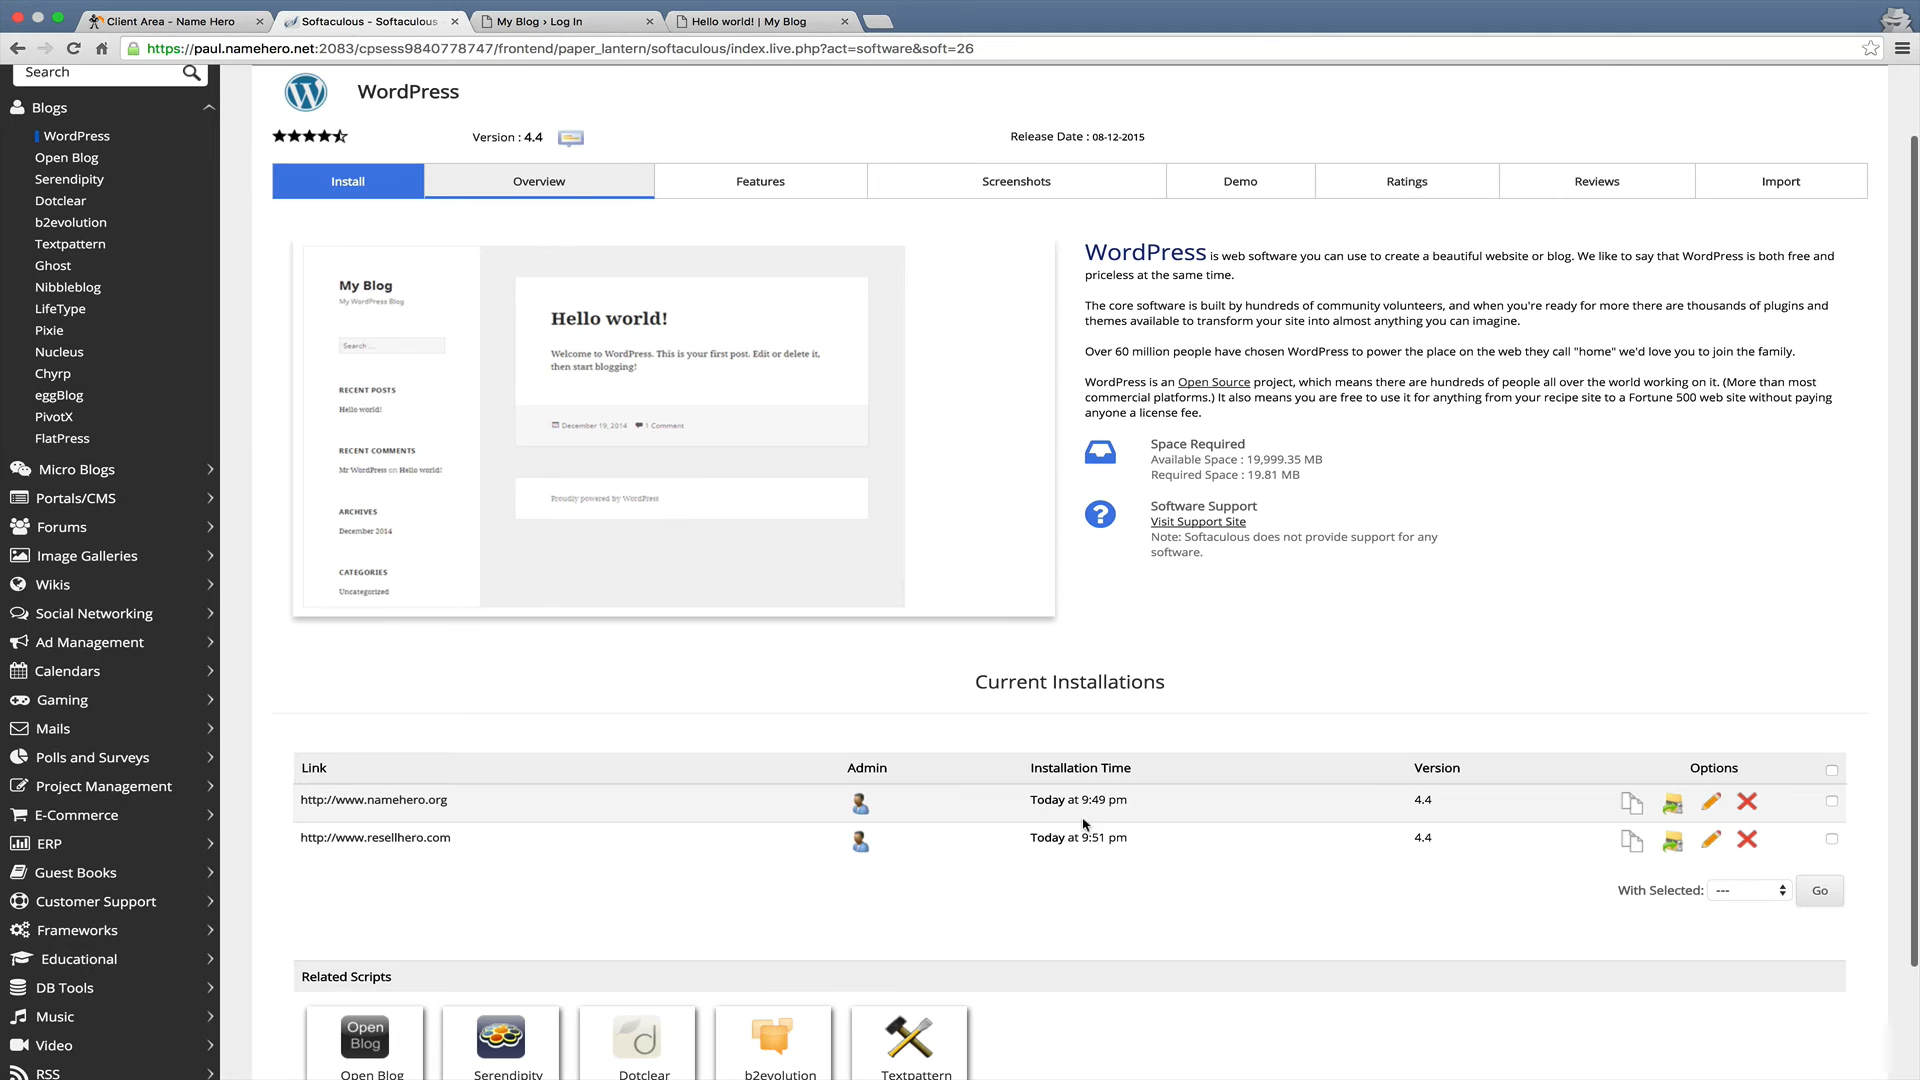 Client Area - Name Hero
Softaculous - Softaculous
My Blog › Log In
Hello world! | My Blog
https://paul.namehero.net:2083/cpsess9840778747/frontend/paper_lantern/softaculous/index.live.php?act=software&soft=26
Search
Blogs
WordPress
Open Blog
Serendipity
Dotclear
b2evolution
Textpattern
Ghost
Nibbleblog
LifeType
Pixie
Nucleus
Chyrp
eggBlog
PivotX
FlatPress
Micro Blogs
Portals/CMS
Forums
Image Galleries
Wikis
Social Networking
Ad Management
Calendars
Gaming
Mails
Polls and Surveys
Project Management
E-Commerce
ERP
Guest Books
Customer Support
Frameworks
Educational
DB Tools
Music
Video
RSS
WordPress
Version : 4.4
Release Date : 08-12-2015
Install
Overview
Features
Screenshots
Demo
Ratings
Reviews
Import
My Blog
My WordPress Blog
Search ...
RECENT POSTS
Hello world!
RECENT COMMENTS
Mr WordPress on Hello world!
ARCHIVES
December 2014
CATEGORIES
Uncategorized
Hello world!
Welcome to WordPress. This is your first post. Edit or delete it,
then start blogging!
December 19, 2014 1 Comment
Proudly powered by WordPress
WordPress is web software you can use to create a beautiful website or blog. We like to say that WordPress is both free and
priceless at the same time.
The core software is built by hundreds of community volunteers, and when you're ready for more there are thousands of plugins and
themes available to transform your site into almost anything you can imagine.
Over 60 million people have chosen WordPress to power the place on the web they call "home" we'd love you to join the family.
WordPress is an Open Source project, which means there are hundreds of people all over the world working on it. (More than most
commercial platforms.) It also means you are free to use it for anything from your recipe site to a Fortune 500 web site without paying
anyone a license fee.
Space Required
Available Space : 19,999.35 MB
Required Space : 19.81 MB
Software Support
Visit Support Site
Note: Softaculous does not provide support for any
software.
Current Installations
Link Admin Installation Time Version Options
http://www.namehero.org Today at 9:49 pm 4.4
http://www.resellhero.com Today at 9:51 pm 4.4
With Selected: --- Go
Related Scripts
Open Blog
Open Blog
Serendipity
Dotclear
b2evolution
Textpattern